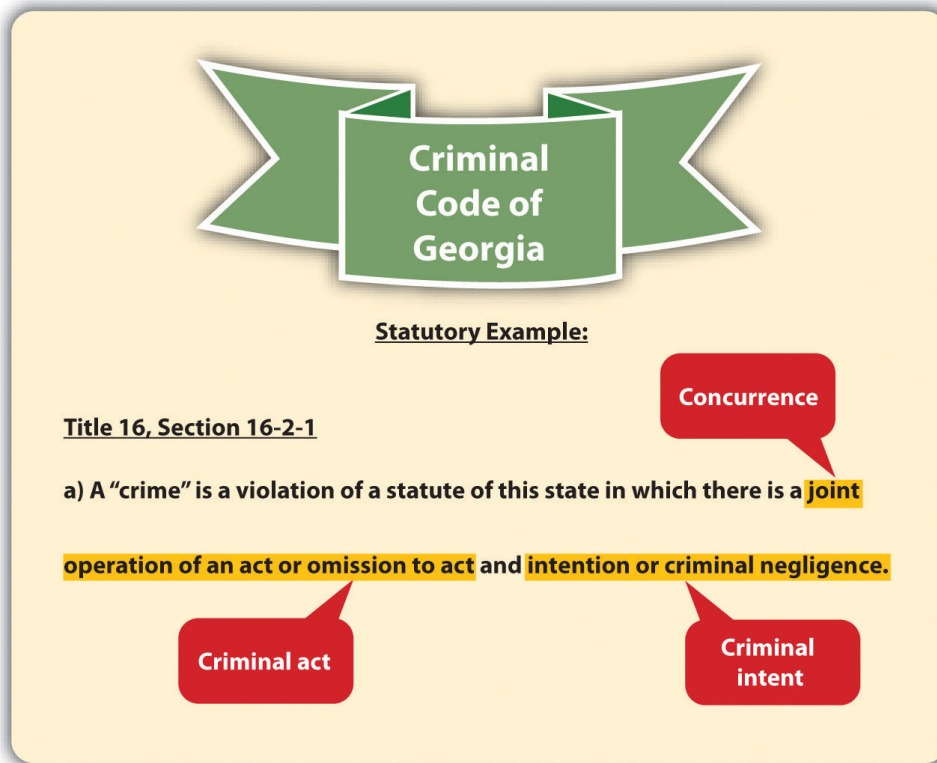 Criminal
Code of
Georgia
Statutory Example:
Concurrence
Title 16, Section 16-2-1
a) A “crime” is a violation of a statute of this state in which there is a joint
operation of an act or omission to act and intention or criminal negligence.
Criminal act
Criminal
intent